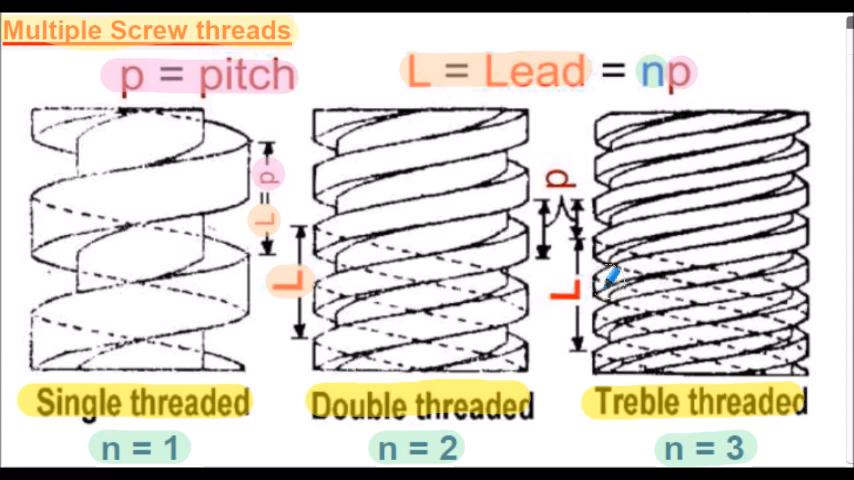 Multiple Screw threads
p = pitch
L = Lead = np
L = p
L
p
L
Single threaded
Double threaded
Treble threaded
n = 1
n = 2
n = 3